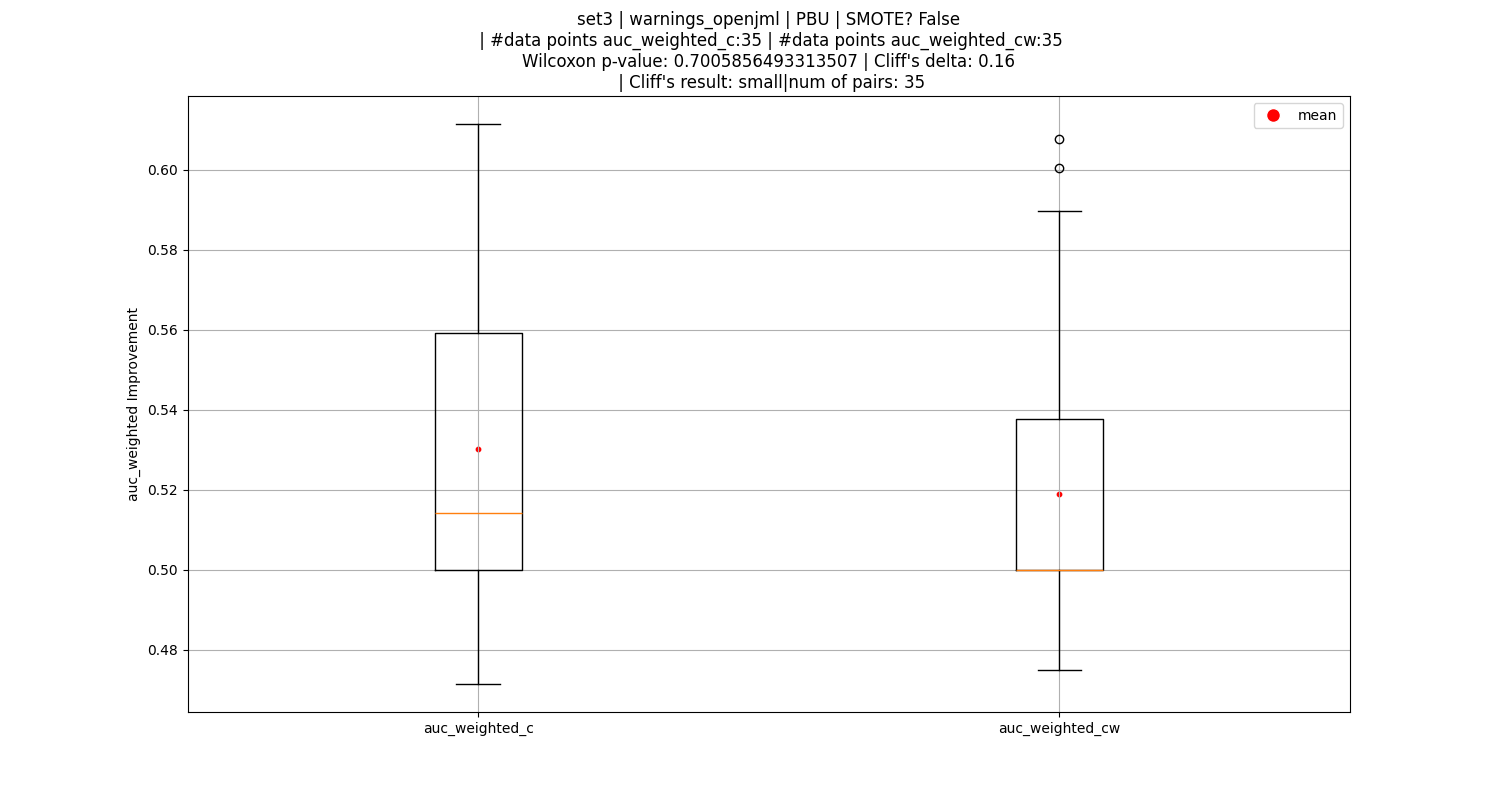 set3 | warnings_openjml | PBU | SMOTE? False
| #data points auc_weighted_c:35 | #data points auc_weighted_cw:35
Wilcoxon p-value: 0.7005856493313507 | Cliff's delta: 0.16
| Cliff's result: small|num of pairs: 35
mean
0.60
0.58
0.56
0.54
0.52
0.50
0.48
auc_weighted Improvement
auc_weighted_c
auc_weighted_cw